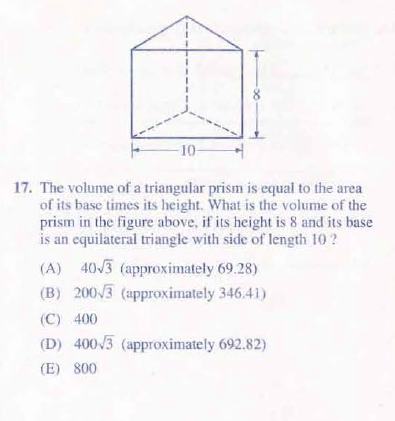 8
10
17. The volume of a triangular prism is equal to the area
of its base times its height. What is the volume of the
prism in the figure above, if its height is 8 and its base
is an equilateral triangle with side of length 10 ?
(A) 40√3 (approximately 69.28)
(B) 200√3 (approximately 346.41)
(C) 400
(D) 400√3 (approximately 692.82)
(E) 800